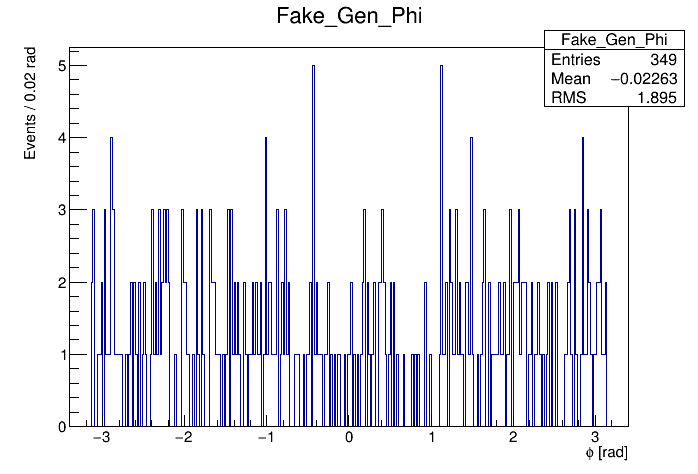 Fake_Gen_Phi
Fake_Gen_Phi
Entries 349
Mean −0.02263
RMS 1.895
Events / 0.02 rad
5
4
3
2
1
0
−3 −2 −1 0 1 2 3
ϕ [rad]